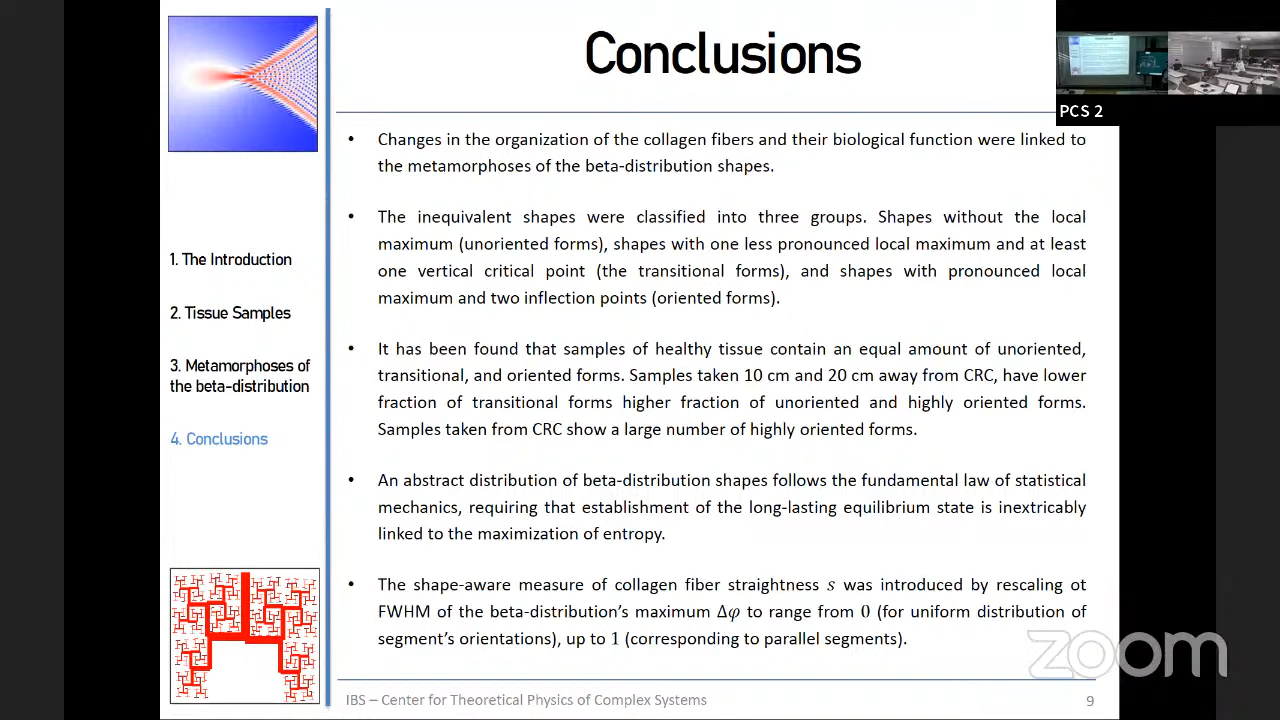 Conclusions
PCS 2
1. The Introduction
2. Tissue Samples
3. Metamorphoses of
the beta-distribution
4. Conclusions
• Changes in the organization of the collagen fibers and their biological function were linked to
the metamorphoses of the beta-distribution shapes.
• The inequivalent shapes were classified into three groups. Shapes without the local
maximum (unoriented forms), shapes with one less pronounced local maximum and at least
one vertical critical point (the transitional forms), and shapes with pronounced local
maximum and two inflection points (oriented forms).
• It has been found that samples of healthy tissue contain an equal amount of unoriented,
transitional, and oriented forms. Samples taken 10 cm and 20 cm away from CRC, have lower
fraction of transitional forms higher fraction of unoriented and highly oriented forms.
Samples taken from CRC show a large number of highly oriented forms.
• An abstract distribution of beta-distribution shapes follows the fundamental law of statistical
mechanics, requiring that establishment of the long-lasting equilibrium state is inextricably
linked to the maximization of entropy.
• The shape-aware measure of collagen fiber straightness s was introduced by rescaling ot
FWHM of the beta-distribution's maximum Δφ to range from 0 (for uniform distribution of
segment's orientations), up to 1 (corresponding to parallel segments).
zoom
IBS – Center for Theoretical Physics of Complex Systems
9